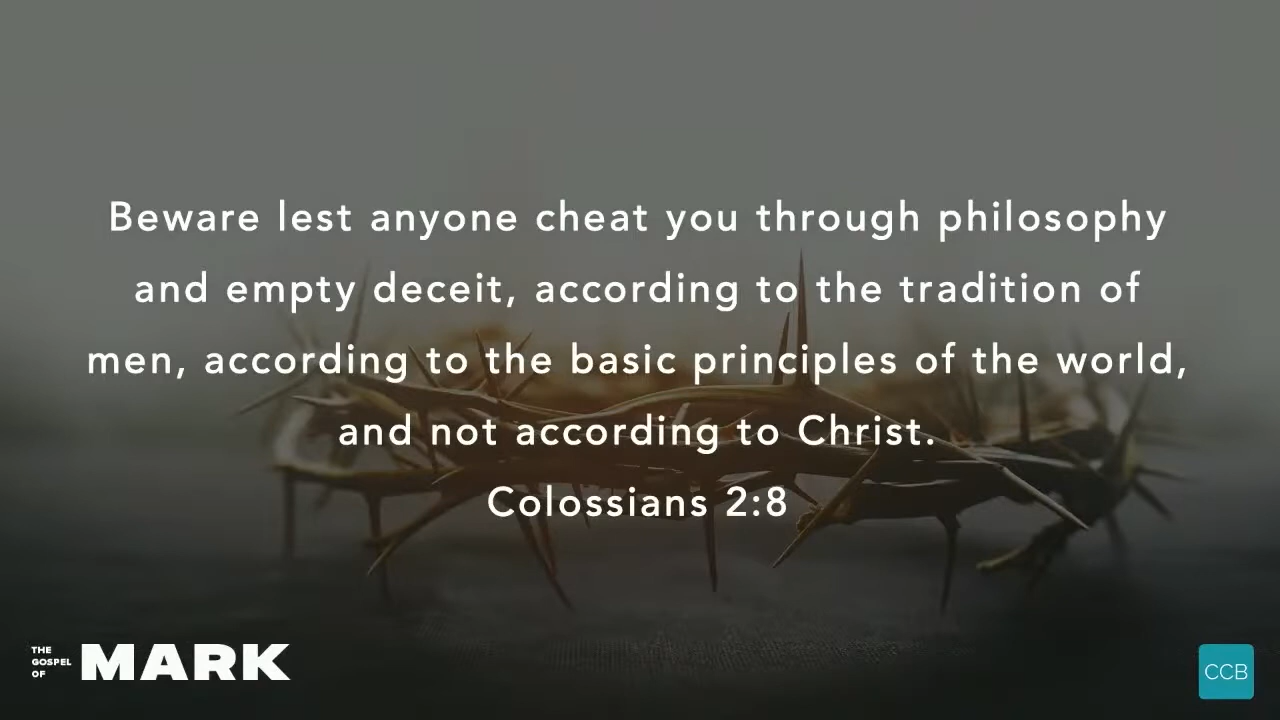 Beware lest anyone cheat you through philosophy
and empty deceit, according to the tradition of
men, according to the basic principles of the world,
and not according to Christ.
Colossians 2:8
THE
GOSPEL
OF
MARK
CCB